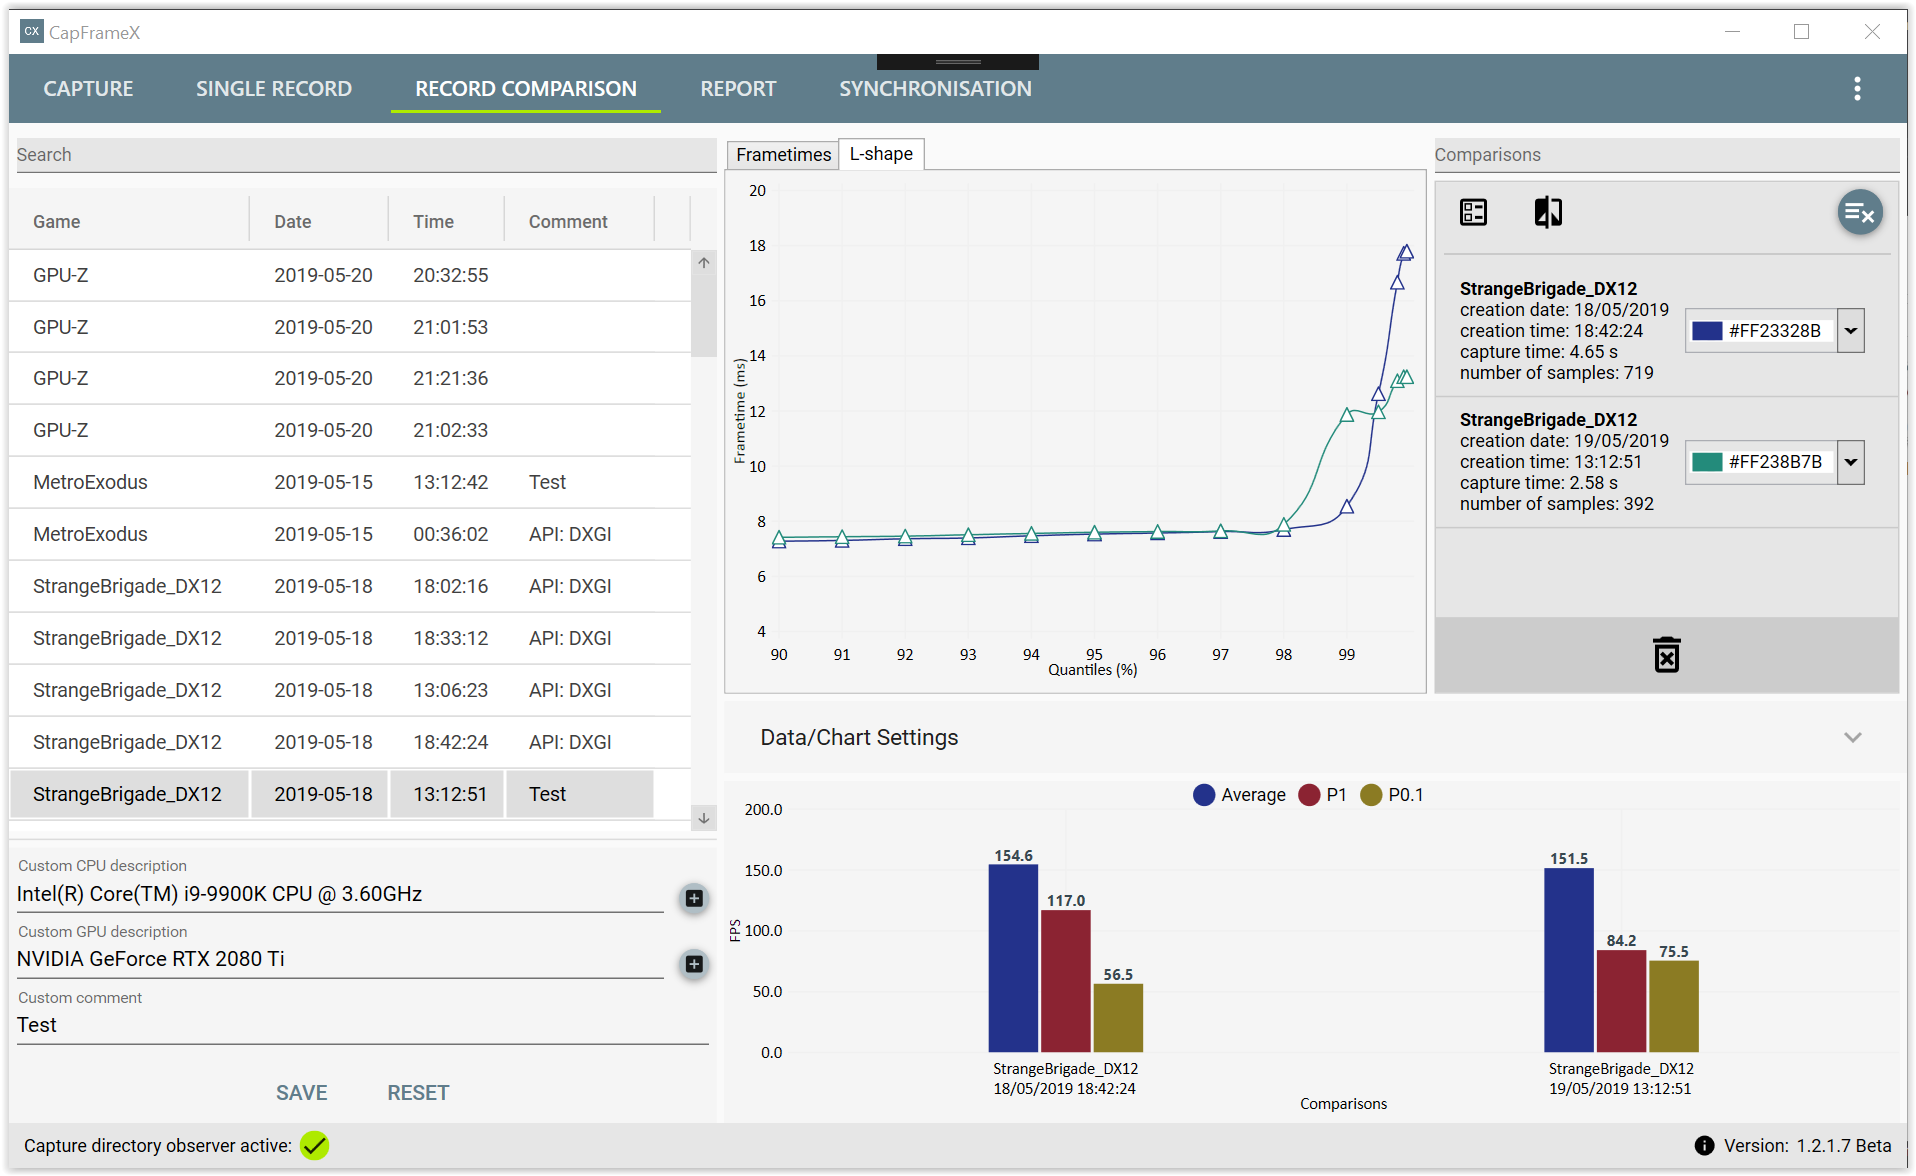 CX CapFrameX
CAPTURE SINGLE RECORD RECORD COMPARISON REPORT SYNCHRONISATION
Search
Game Date Time Comment
GPU-Z 2019-05-20 20:32:55
GPU-Z 2019-05-20 21:01:53
GPU-Z 2019-05-20 21:21:36
GPU-Z 2019-05-20 21:02:33
MetroExodus 2019-05-15 13:12:42 Test
MetroExodus 2019-05-15 00:36:02 API: DXGI
StrangeBrigade_DX12 2019-05-18 18:02:16 API: DXGI
StrangeBrigade_DX12 2019-05-18 18:33:12 API: DXGI
StrangeBrigade_DX12 2019-05-18 13:06:23 API: DXGI
StrangeBrigade_DX12 2019-05-18 18:42:24 API: DXGI
StrangeBrigade_DX12 2019-05-18 13:12:51 Test
Custom CPU description
Intel(R) Core(TM) i9-9900K CPU @ 3.60GHz
Custom GPU description
NVIDIA GeForce RTX 2080 Ti
Custom comment
Test
SAVE RESET
Frametimes L-shape
20
18
16
14
12
10
8
6
4
Frametime (ms)
90 91 92 93 94 95 96 97 98 99
Quantiles (%)
Comparisons
StrangeBrigade_DX12
creation date: 18/05/2019
creation time: 18:42:24
capture time: 4.65 s
number of samples: 719
#FF23328B
StrangeBrigade_DX12
creation date: 19/05/2019
creation time: 13:12:51
capture time: 2.58 s
number of samples: 392
#FF238B7B
Data/Chart Settings
Average P1 P0.1
200.0
150.0
100.0
50.0
0.0
FPS
154.6
117.0
56.5
151.5
84.2
75.5
StrangeBrigade_DX12
18/05/2019 18:42:24
StrangeBrigade_DX12
19/05/2019 13:12:51
Comparisons
Capture directory observer active:
Version: 1.2.1.7 Beta